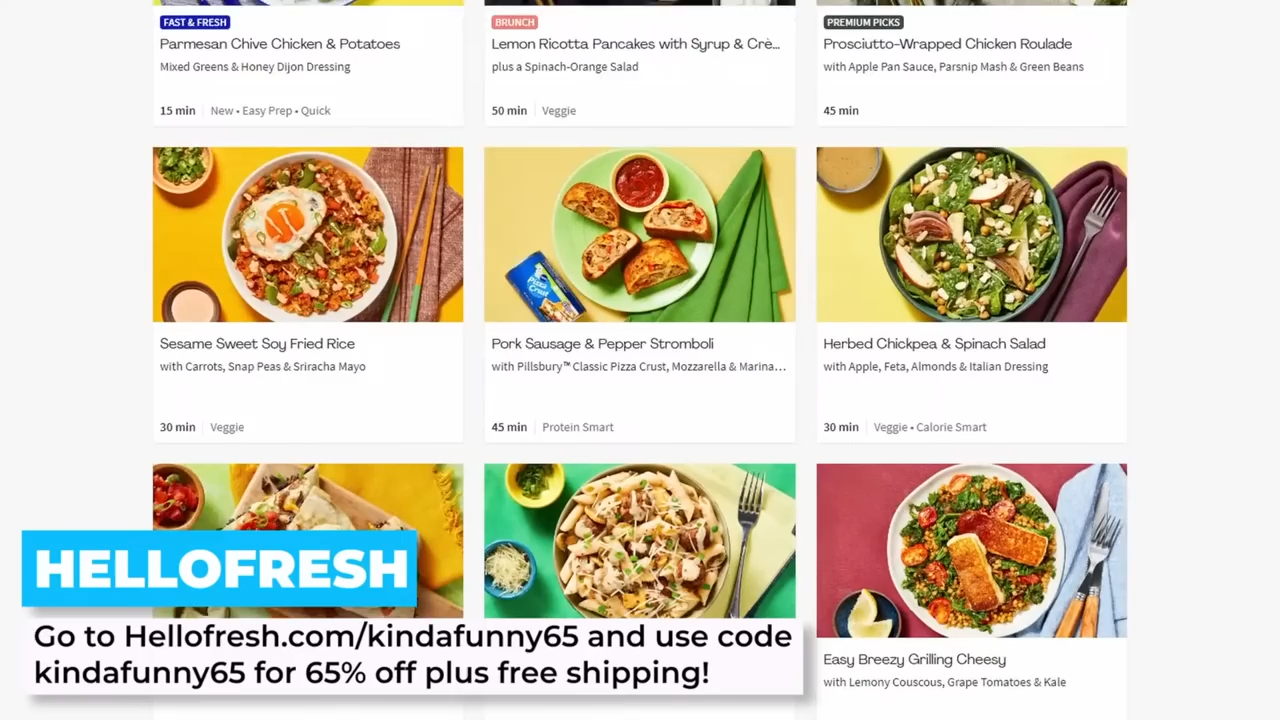 FAST & FRESH
Parmesan Chive Chicken & Potatoes
Mixed Greens & Honey Dijon Dressing
15 min New • Easy Prep • Quick
BRUNCH
Lemon Ricotta Pancakes with Syrup & Crè...
plus a Spinach-Orange Salad
50 min Veggie
PREMIUM PICKS
Prosciutto-Wrapped Chicken Roulade
with Apple Pan Sauce, Parsnip Mash & Green Beans
45 min
Sesame Sweet Soy Fried Rice
with Carrots, Snap Peas & Sriracha Mayo
30 min Veggie
Pizza
Crust
Pork Sausage & Pepper Stromboli
with Pillsbury™ Classic Pizza Crust, Mozzarella & Marina...
45 min Protein Smart
Herbed Chickpea & Spinach Salad
with Apple, Feta, Almonds & Italian Dressing
30 min Veggie • Calorie Smart
Easy Breezy Grilling Cheesy
with Lemony Couscous, Grape Tomatoes & Kale
HELLOFRESH
Go to Hellofresh.com/kindafunny65 and use code
kindafunny65 for 65% off plus free shipping!